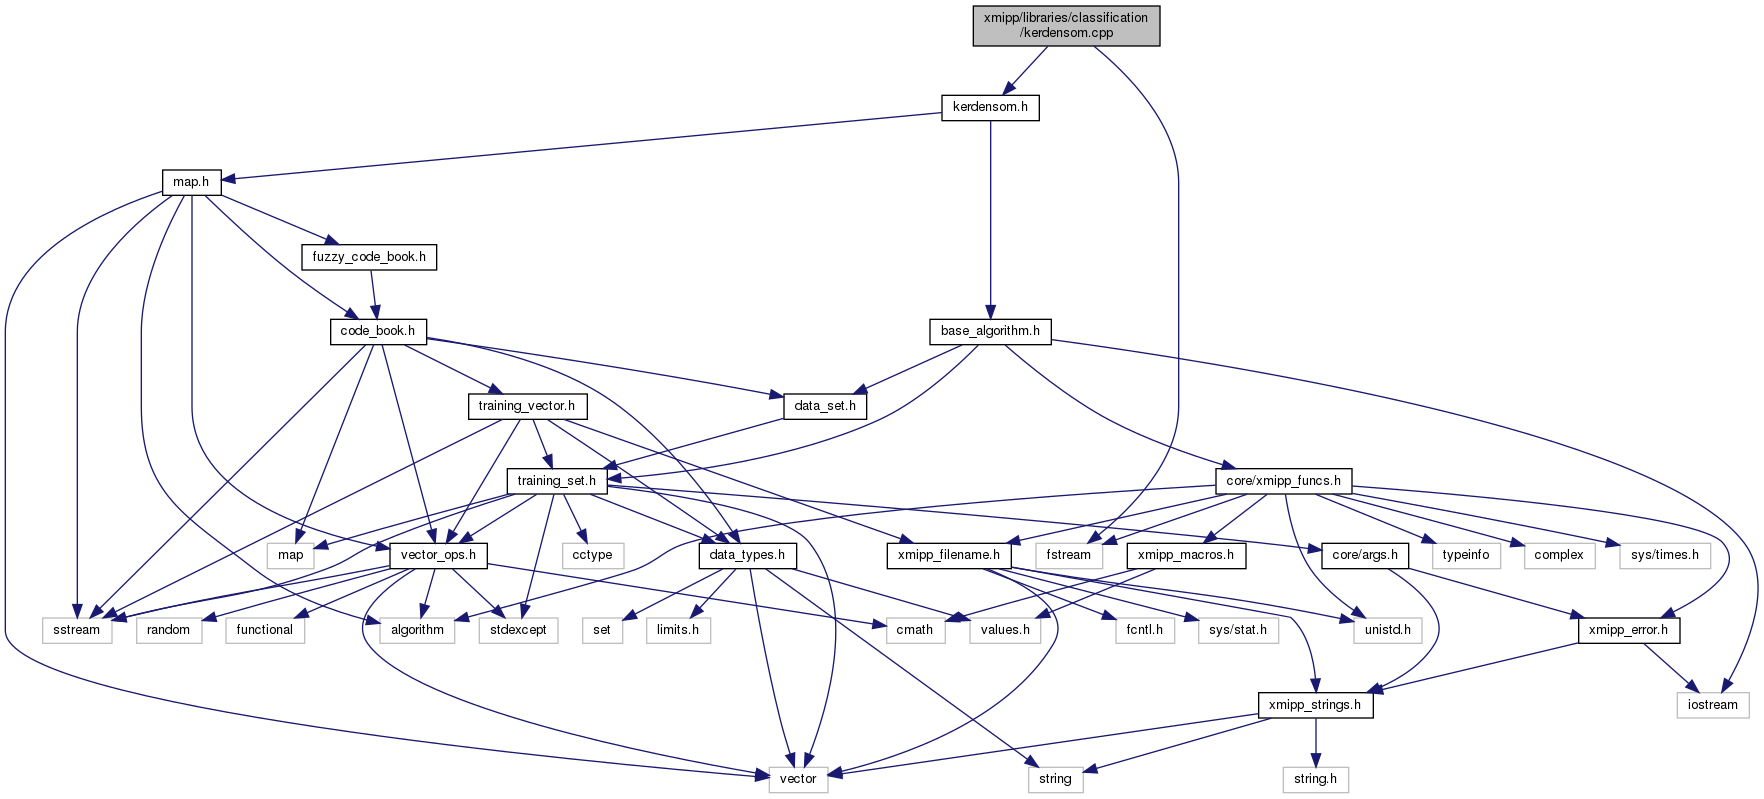 xmipp/libraries/classification
/kerdensom.cpp
kerdensom.h
map.h
fuzzy_code_book.h
code_book.h
base_algorithm.h
training_vector.h
data_set.h
training_set.h
core/xmipp_funcs.h
map
vector_ops.h
cctype
data_types.h
xmipp_filename.h
fstream
xmipp_macros.h
core/args.h
typeinfo
complex
sys/times.h
sstream
random
functional
algorithm
stdexcept
set
limits.h
cmath
values.h
fcntl.h
sys/stat.h
unistd.h
xmipp_error.h
xmipp_strings.h
iostream
vector
string
string.h